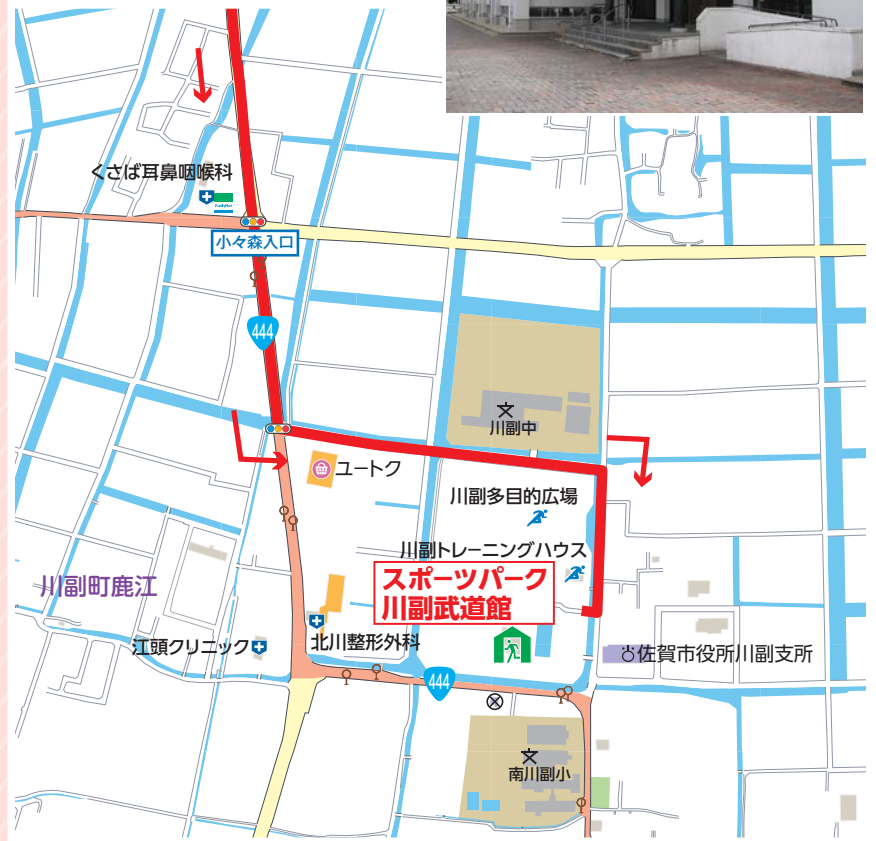 くさば耳鼻咽喉科
FamilyMart
小々森入口
444
川副中
ユートク
川副多目的広場
川副トレーニングハウス
スポーツパーク
川副武道館
川副町鹿江
江頭クリニック
北川整形外科
佐賀市役所川副支所
444
南川副小